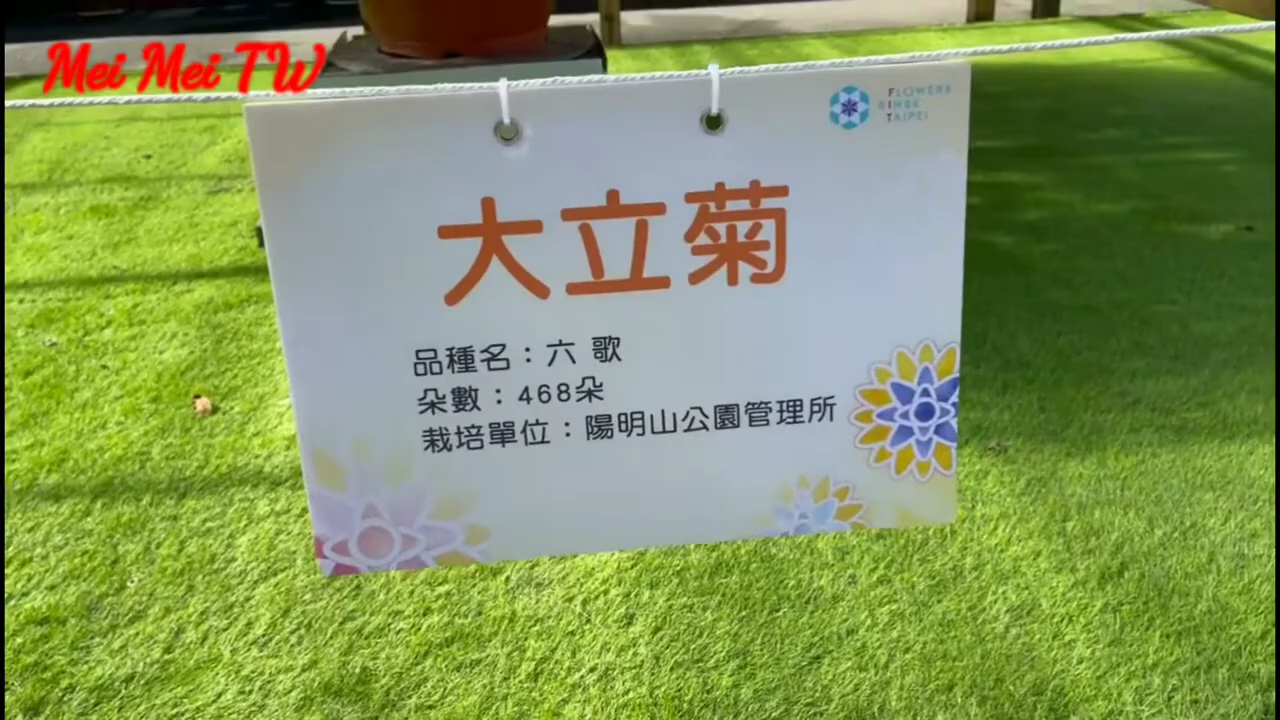 Mei Mei TW
FLOWERS
IN
TAIPEI
大立菊
品種名：六 歌
朵數：468朵
栽培單位：陽明山公園管理所